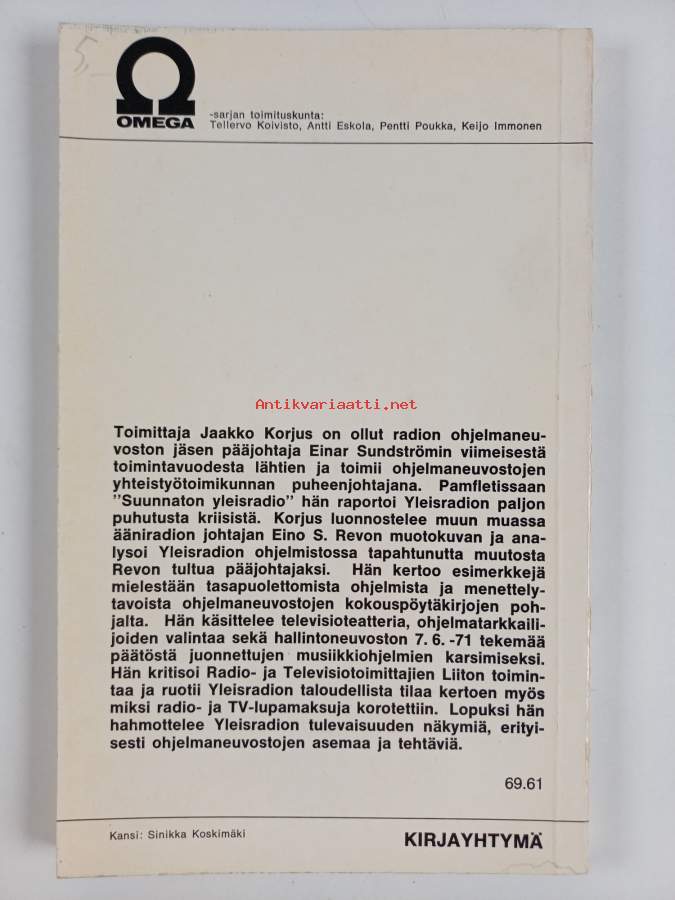 5,-
OMEGA
-sarjan toimituskunta:
Tellervo Koivisto, Antti Eskola, Pentti Poukka, Keijo Immonen
Antikvariaatti.net
Toimittaja Jaakko Korjus on ollut radion ohjelmaneu-
voston jäsen pääjohtaja Einar Sundströmin viimeisestä
toimintavuodesta lähtien ja toimii ohjelmaneuvostojen
yhteistyötoimikunnan puheenjohtajana. Pamfletissaan
"Suunnaton yleisradio" hän raportoi Yleisradion paljon
puhutusta kriisistä. Korjus luonnostelee muun muassa
ääniradion johtajan Eino S. Revon muotokuvan ja ana-
lysoi Yleisradion ohjelmistossa tapahtunutta muutosta
Revon tultua pääjohtajaksi. Hän kertoo esimerkkejä
mielestään tasapuolettomista ohjelmista ja menettely-
tavoista ohjelmaneuvostojen kokouspöytäkirjojen poh-
jalta. Hän käsittelee televisioteatteria, ohjelmatarkkaili-
joiden valintaa sekä hallintoneuvoston 7. 6. -71 tekemää
päätöstä juonnettujen musiikkiohjelmien karsimiseksi.
Hän kritisoi Radio- ja Televisiotoimittajien Liiton toimin-
taa ja ruotii Yleisradion taloudellista tilaa kertoen myös
miksi radio- ja TV-lupamaksuja korotettiin. Lopuksi hän
hahmottelee Yleisradion tulevaisuuden näkymiä, erityi-
sesti ohjelmaneuvostojen asemaa ja tehtäviä.
69.61
Kansi: Sinikka Koskimäki
KIRJAYHTYMÄ